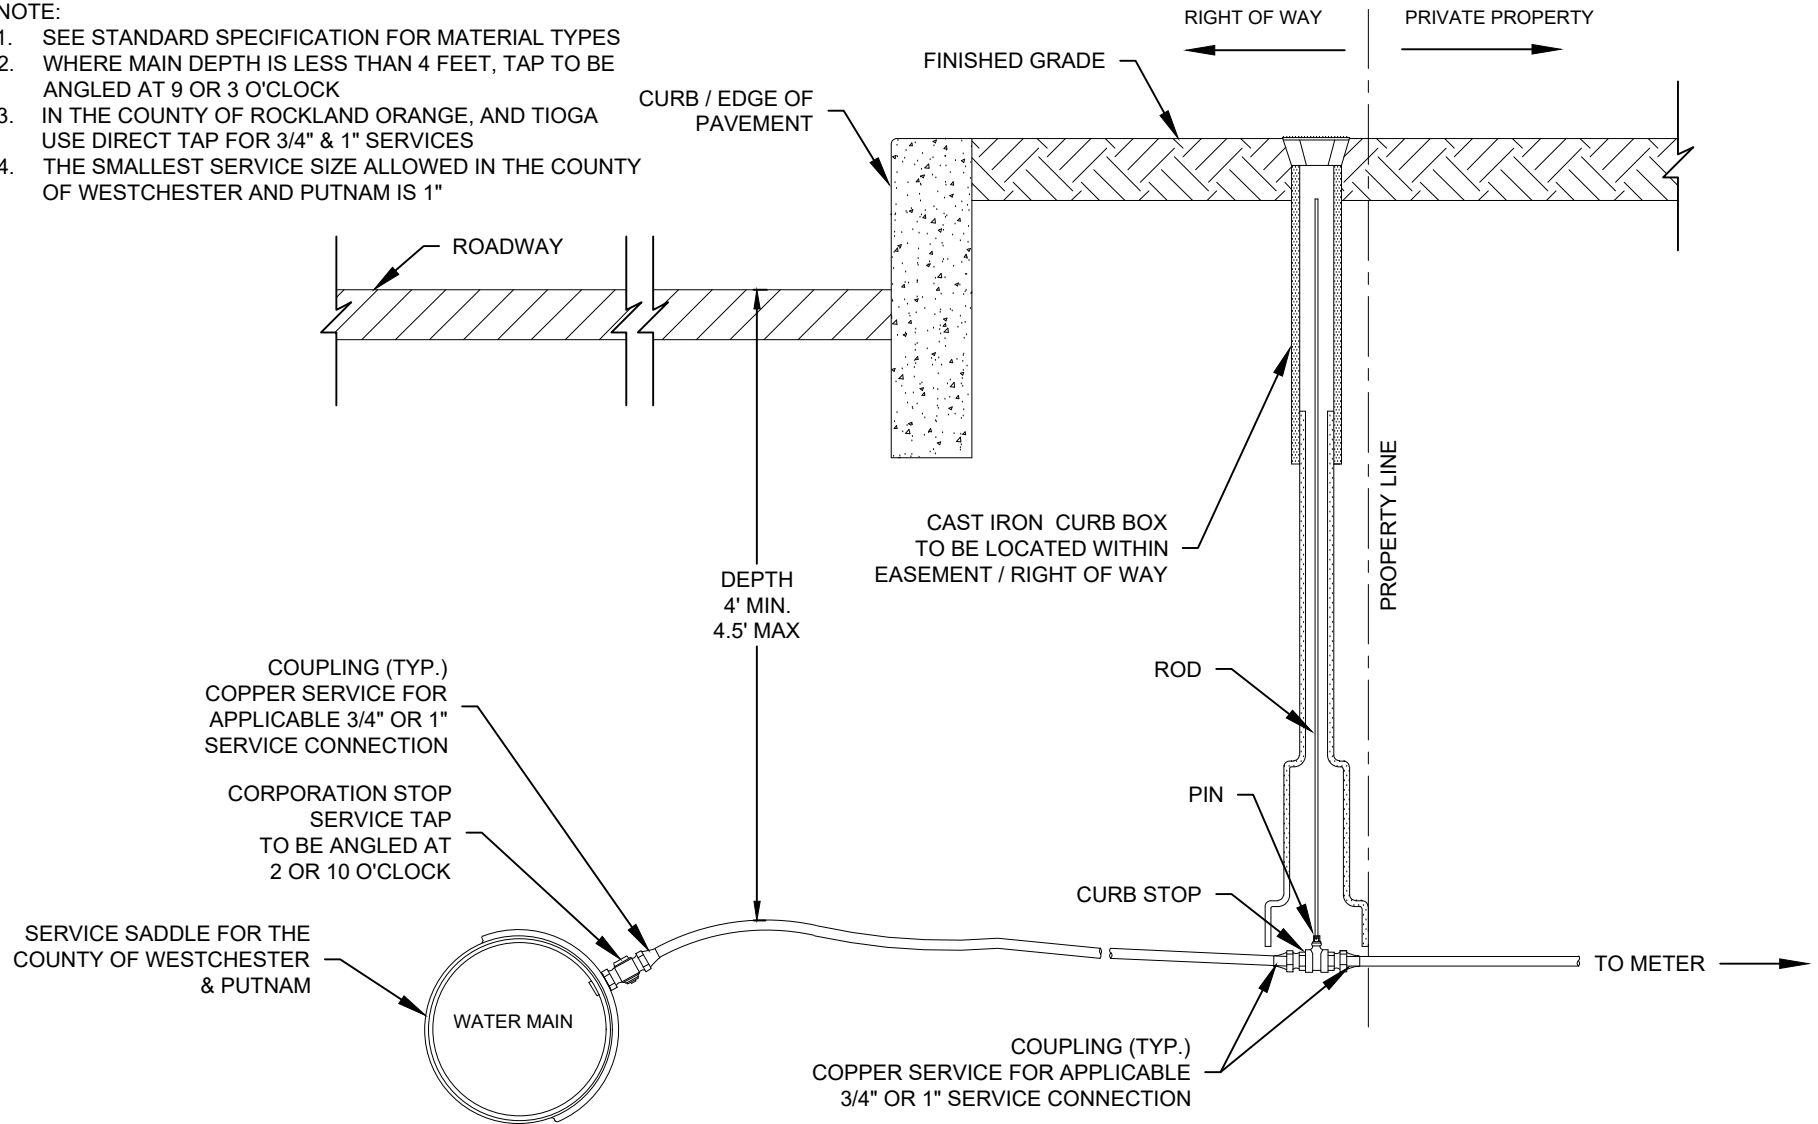 NOTE:
1. SEE STANDARD SPECIFICATION FOR MATERIAL TYPES
2. WHERE MAIN DEPTH IS LESS THAN 4 FEET, TAP TO BE
ANGLED AT 9 OR 3 O'CLOCK
3. IN THE COUNTY OF ROCKLAND ORANGE, AND TIOGA
USE DIRECT TAP FOR 3/4" & 1" SERVICES
4. THE SMALLEST SERVICE SIZE ALLOWED IN THE COUNTY
OF WESTCHESTER AND PUTNAM IS 1"
RIGHT OF WAY
PRIVATE PROPERTY
FINISHED GRADE
CURB / EDGE OF
PAVEMENT
ROADWAY
CAST IRON CURB BOX
TO BE LOCATED WITHIN
EASEMENT / RIGHT OF WAY
PROPERTY LINE
DEPTH
4' MIN.
4.5' MAX
COUPLING (TYP.)
COPPER SERVICE FOR
APPLICABLE 3/4" OR 1"
SERVICE CONNECTION
ROD
CORPORATION STOP
SERVICE TAP
TO BE ANGLED AT
2 OR 10 O'CLOCK
PIN
CURB STOP
SERVICE SADDLE FOR THE
COUNTY OF WESTCHESTER
& PUTNAM
WATER MAIN
TO METER
COUPLING (TYP.)
COPPER SERVICE FOR APPLICABLE
3/4" OR 1" SERVICE CONNECTION